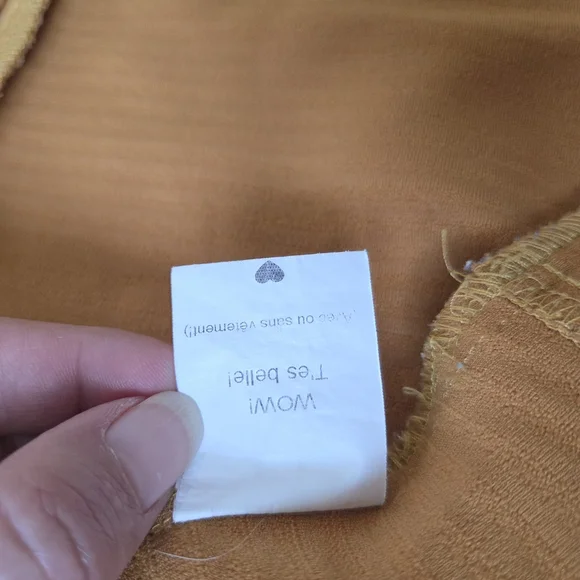 WOW!
T'es belle!
(Avec ou sans vêtement!)